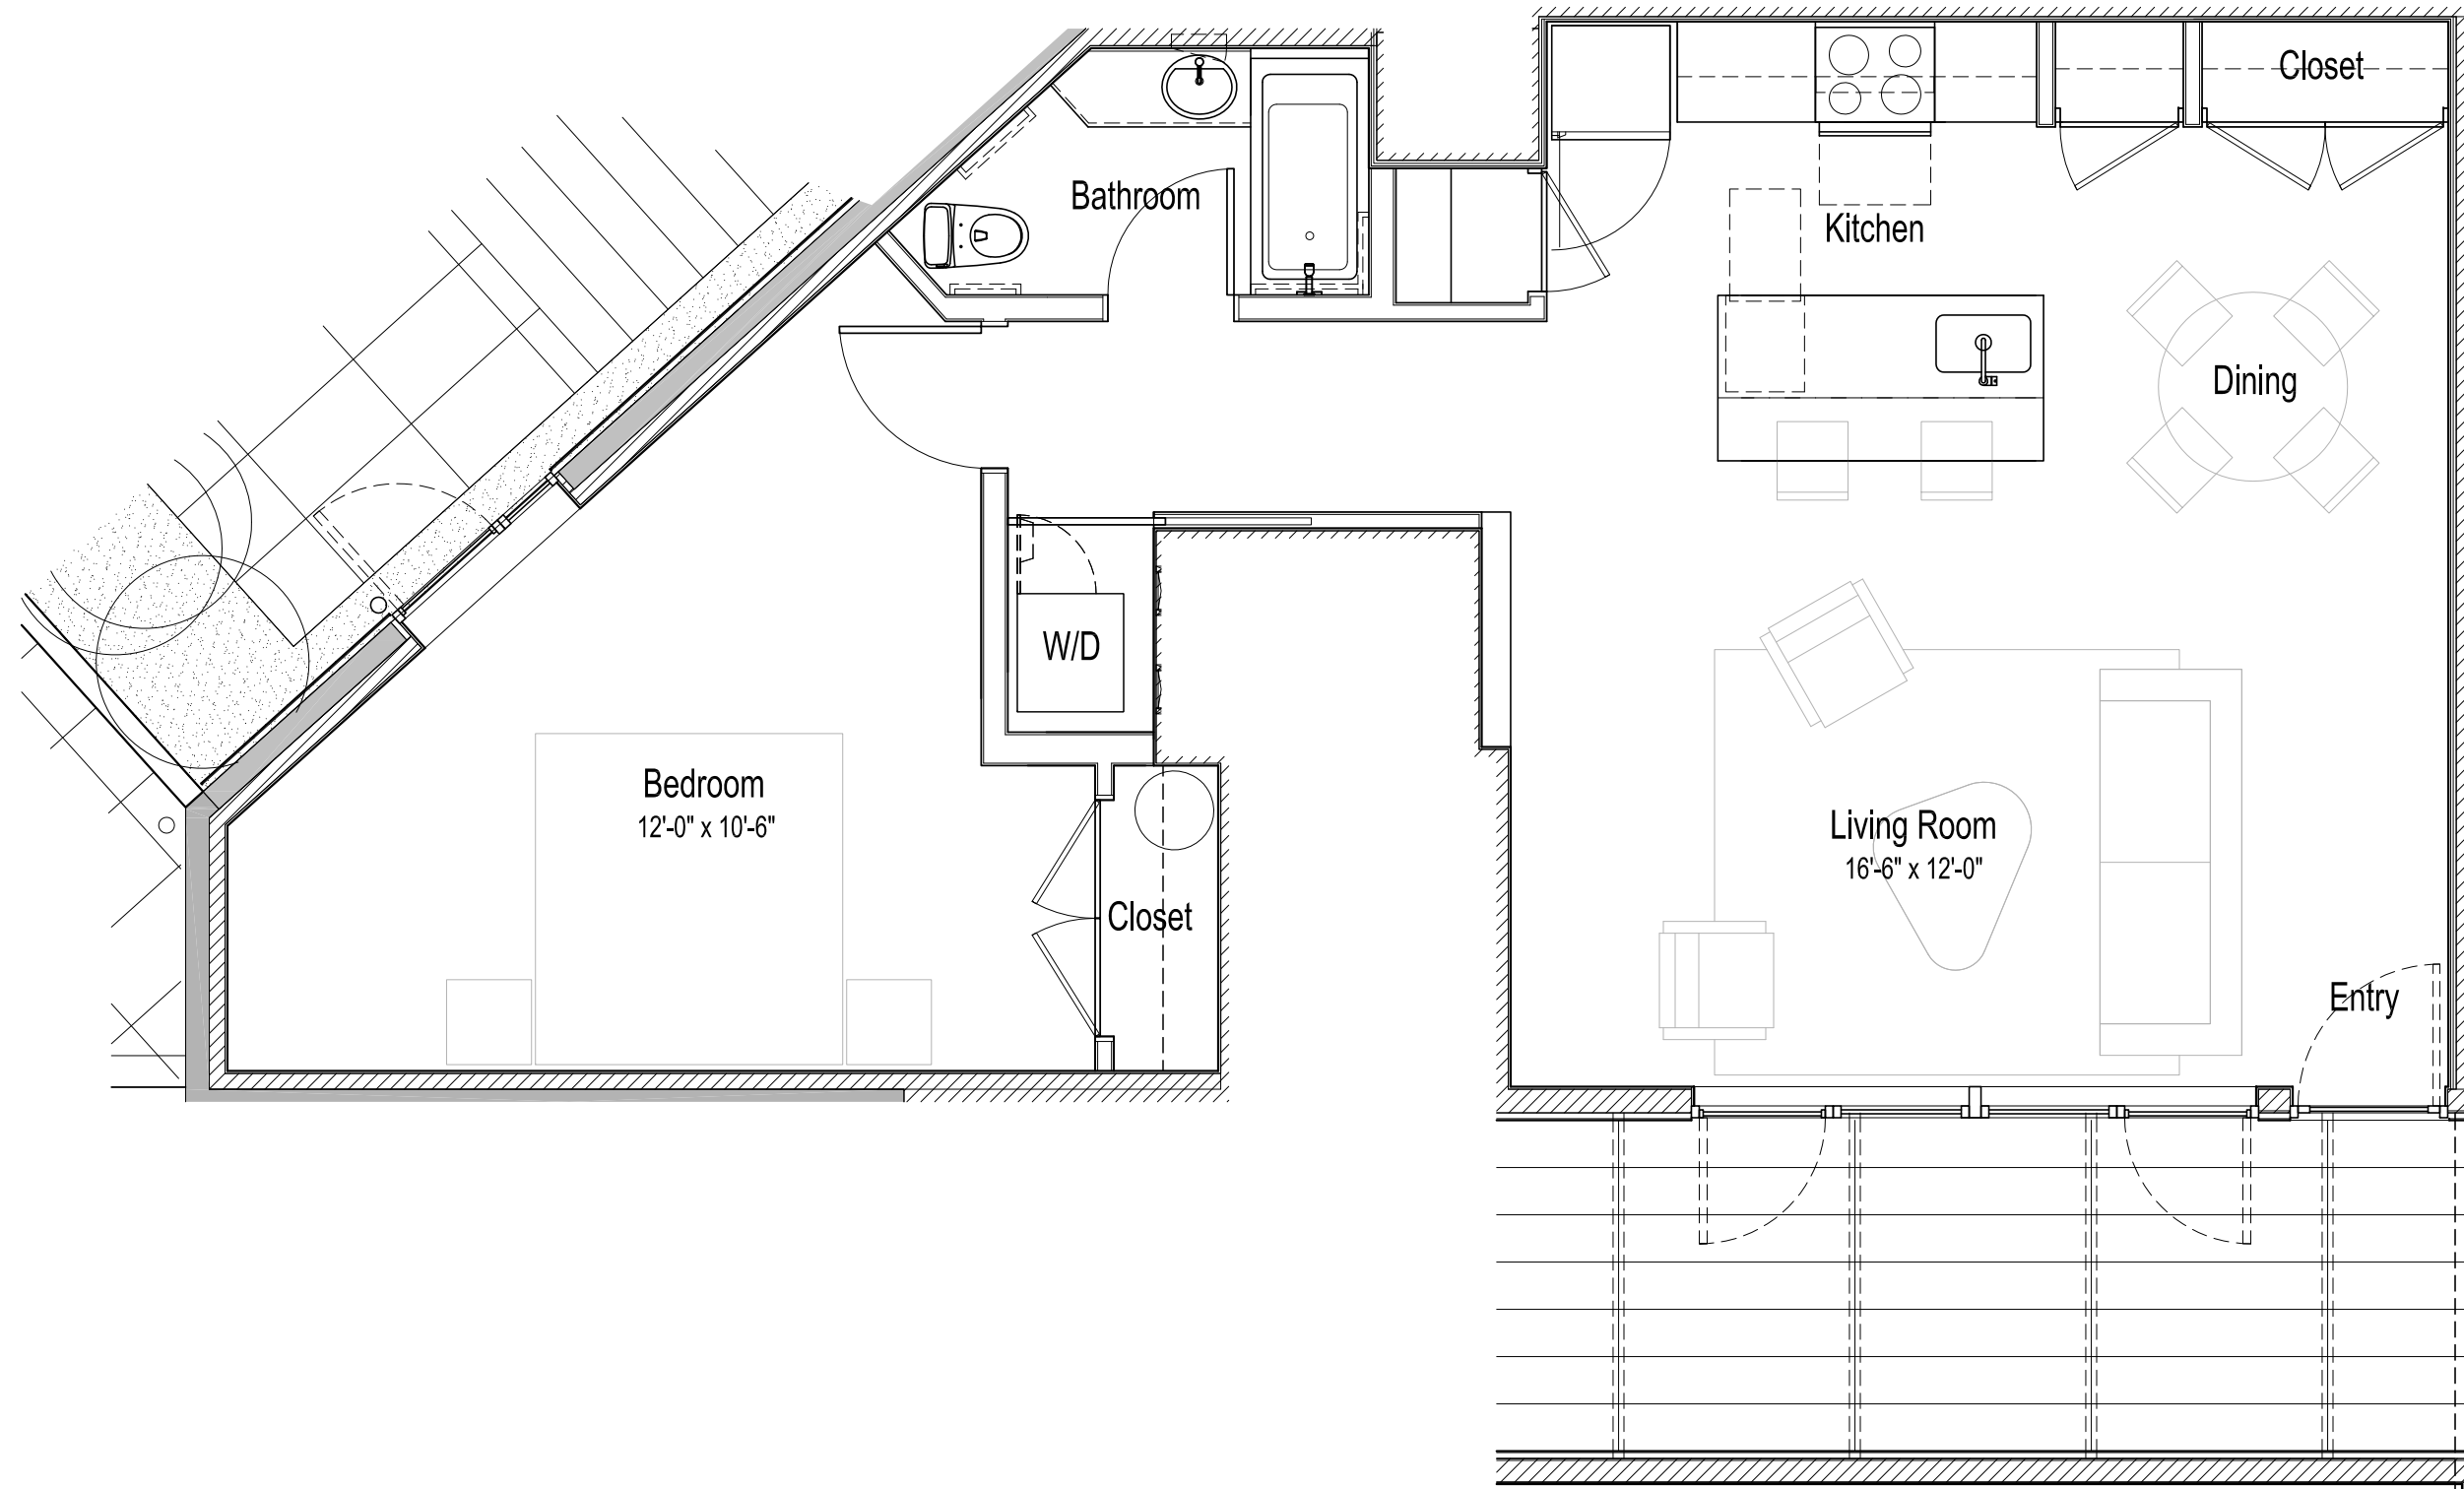 Closet
Bathroom
Kitchen
Dining
W/D
Bedroom
12'-0" x 10'-6"
Living Room
16'-6" x 12'-0"
Closet
Entry